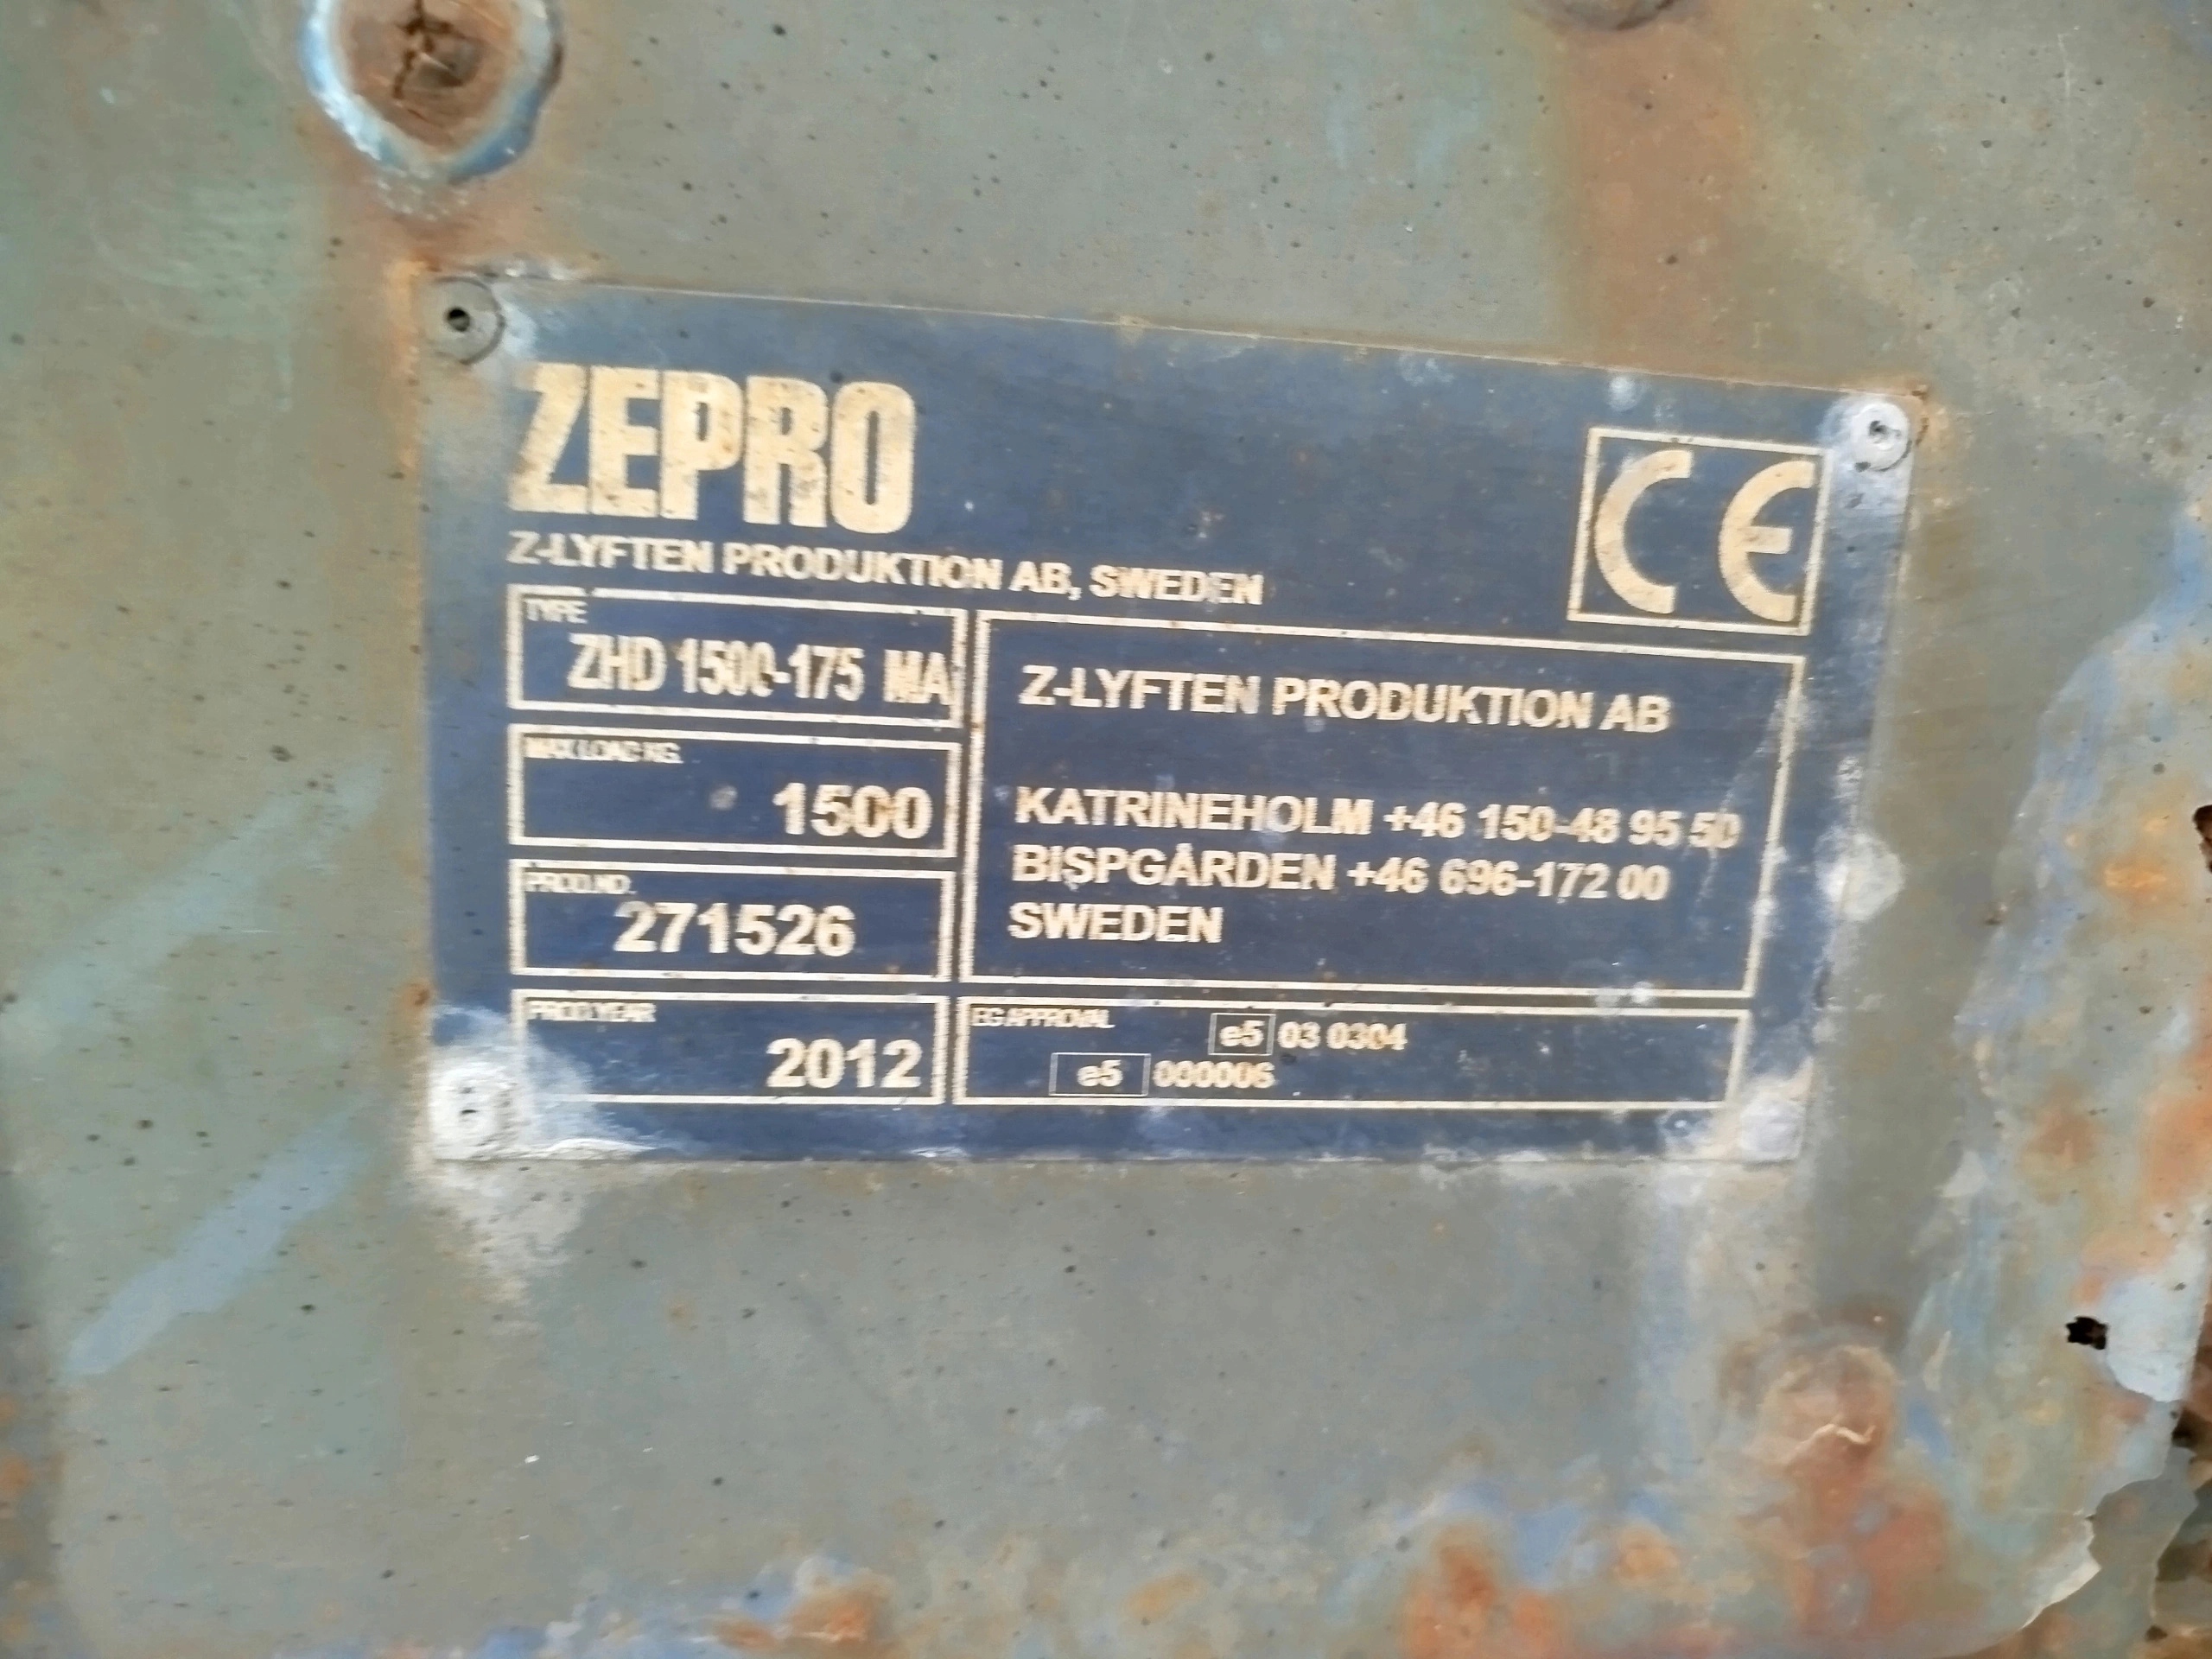 ZEPRO
CE
Z-LYFTEN PRODUKTION AB, SWEDEN
TYPE
ZHD 1500-175 MA
MAX.LOAD KG.
1500
PROD.NO.
271526
PROD.YEAR
2012
Z-LYFTEN PRODUKTION AB
KATRINEHOLM +46 150-48 95 50
BISPGÅRDEN +46 696-172 00
SWEDEN
EG APPROVAL
e5 03 0304
e5 000006